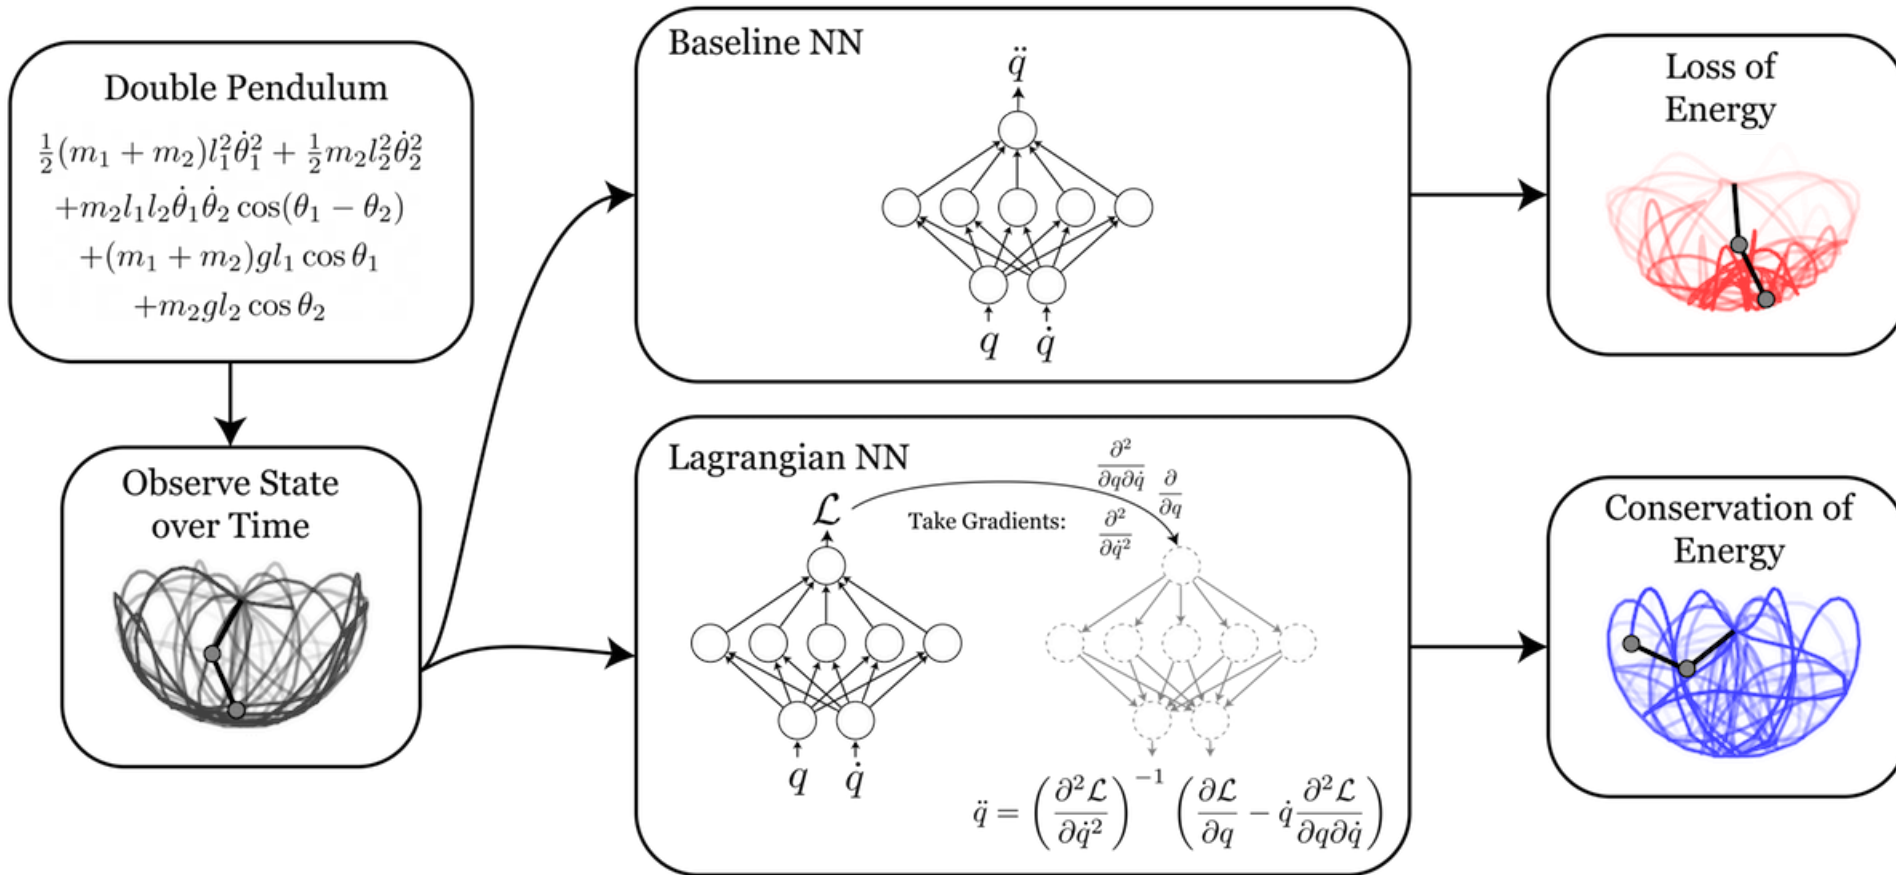 Double Pendulum
½(m₁ + m₂)l₁²θ̇₁² + ½m₂l₂²θ̇₂²
+m₂l₁l₂θ̇₁θ̇₂ cos(θ₁ − θ₂)
+(m₁ + m₂)gl₁ cos θ₁
+m₂gl₂ cos θ₂
Observe State
over Time
Baseline NN
q̈
q q̇
Loss of
Energy
Lagrangian NN
ℒ
Take Gradients:
∂²/∂q∂q̇ ∂/∂q
∂²/∂q̇²
q q̇
q̈ = (∂²ℒ/∂q̇²)⁻¹ (∂ℒ/∂q − q̇ ∂²ℒ/∂q∂q̇)
Conservation of
Energy